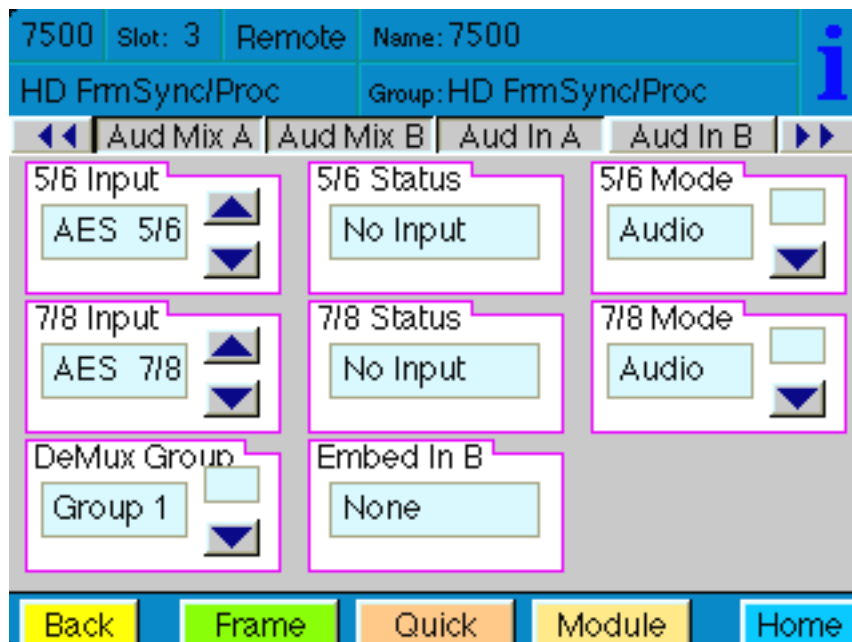 7500 Slot: 3 Remote Name: 7500
HD FrmSync/Proc Group: HD FrmSync/Proc
i
Aud Mix A Aud Mix B Aud In A Aud In B
5/6 Input 5/6 Status 5/6 Mode
AES 5/6 No Input Audio
7/8 Input 7/8 Status 7/8 Mode
AES 7/8 No Input Audio
DeMux Group Embed In B
Group 1 None
Back Frame Quick Module Home